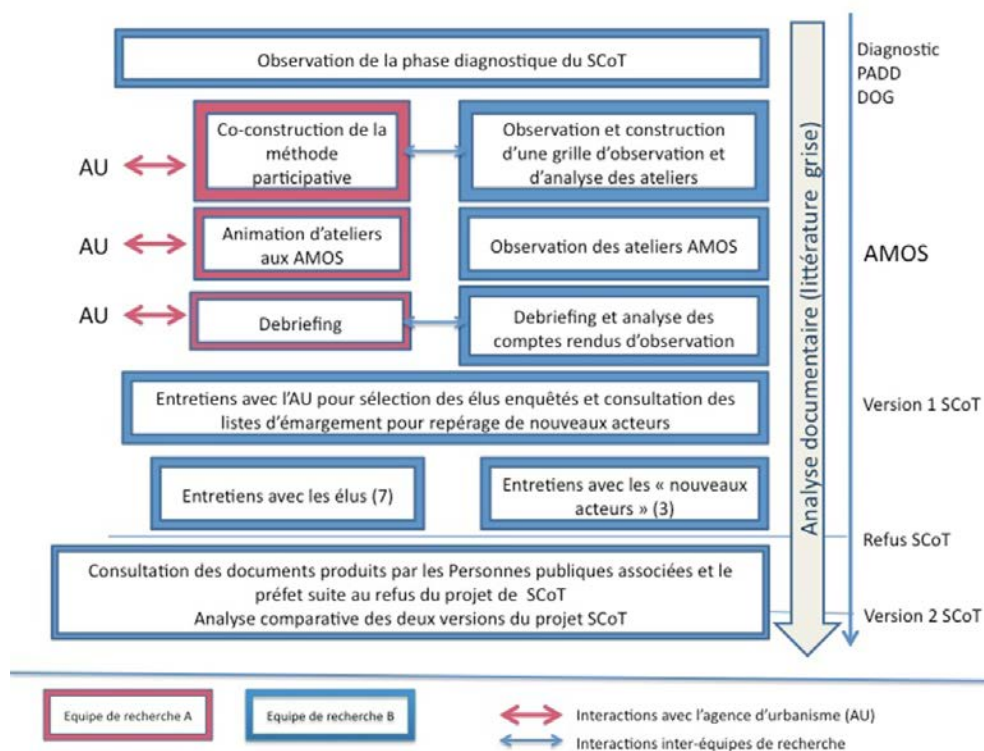 Observation de la phase diagnostique du SCoT
Diagnostic
PADD
DOG
AU
Co-construction de la
méthode
participative
Observation et construction
d'une grille d'observation et
d'analyse des ateliers
AU
Animation d'ateliers
aux AMOS
Observation des ateliers AMOS
AMOS
AU
Debriefing
Debriefing et analyse des
comptes rendus d'observation
Analyse documentaire (littérature grise)
Entretiens avec l'AU pour sélection des élus enquêtés et consultation des
listes d'émargement pour repérage de nouveaux acteurs
Version 1 SCoT
Entretiens avec les élus (7)
Entretiens avec les « nouveaux
acteurs » (3)
Refus SCoT
Consultation des documents produits par les Personnes publiques associées et le
préfet suite au refus du projet de SCoT
Analyse comparative des deux versions du projet SCoT
Version 2 SCoT
Equipe de recherche A
Equipe de recherche B
Interactions avec l'agence d'urbanisme (AU)
Interactions inter-équipes de recherche